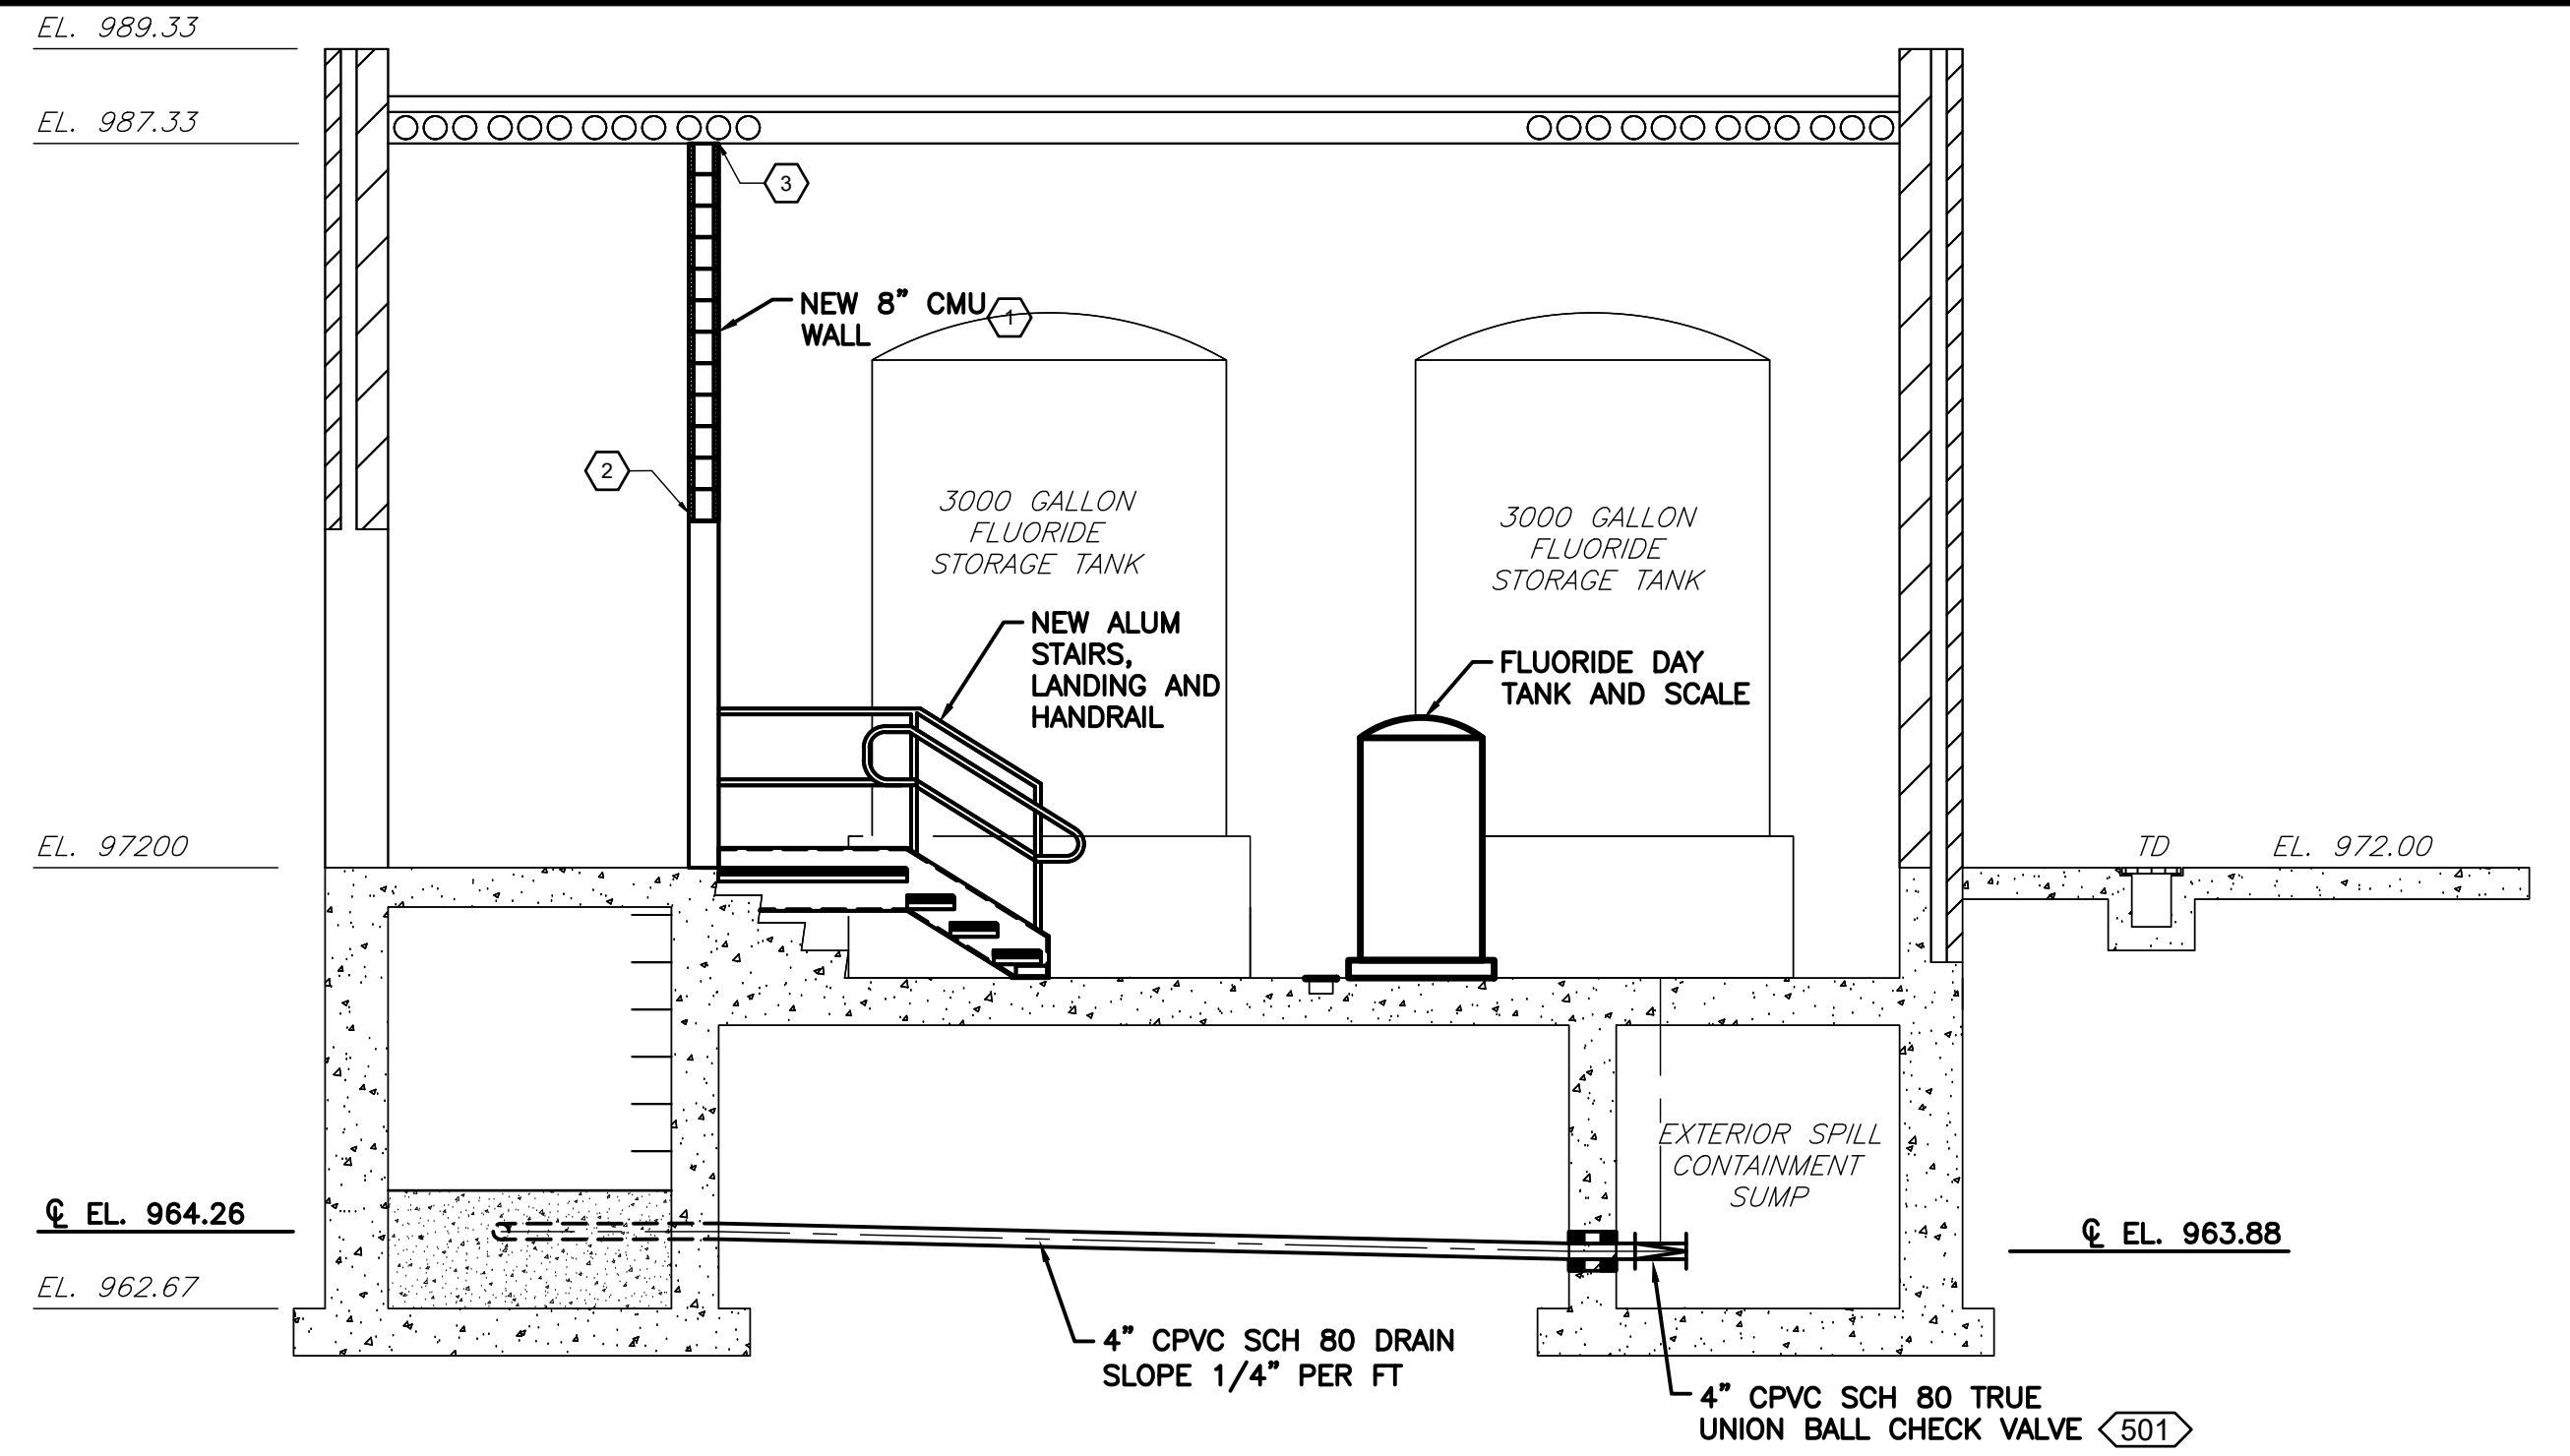 EL. 989.33
EL. 987.33
3
NEW 8" CMU
WALL
1
2
3000 GALLON
FLUORIDE
STORAGE TANK
3000 GALLON
FLUORIDE
STORAGE TANK
NEW ALUM
STAIRS,
LANDING AND
HANDRAIL
FLUORIDE DAY
TANK AND SCALE
EL. 97200
TD
EL. 972.00
EXTERIOR SPILL
CONTAINMENT
SUMP
℄ EL. 964.26
℄ EL. 963.88
EL. 962.67
4" CPVC SCH 80 DRAIN
SLOPE 1/4" PER FT
4" CPVC SCH 80 TRUE
UNION BALL CHECK VALVE 501